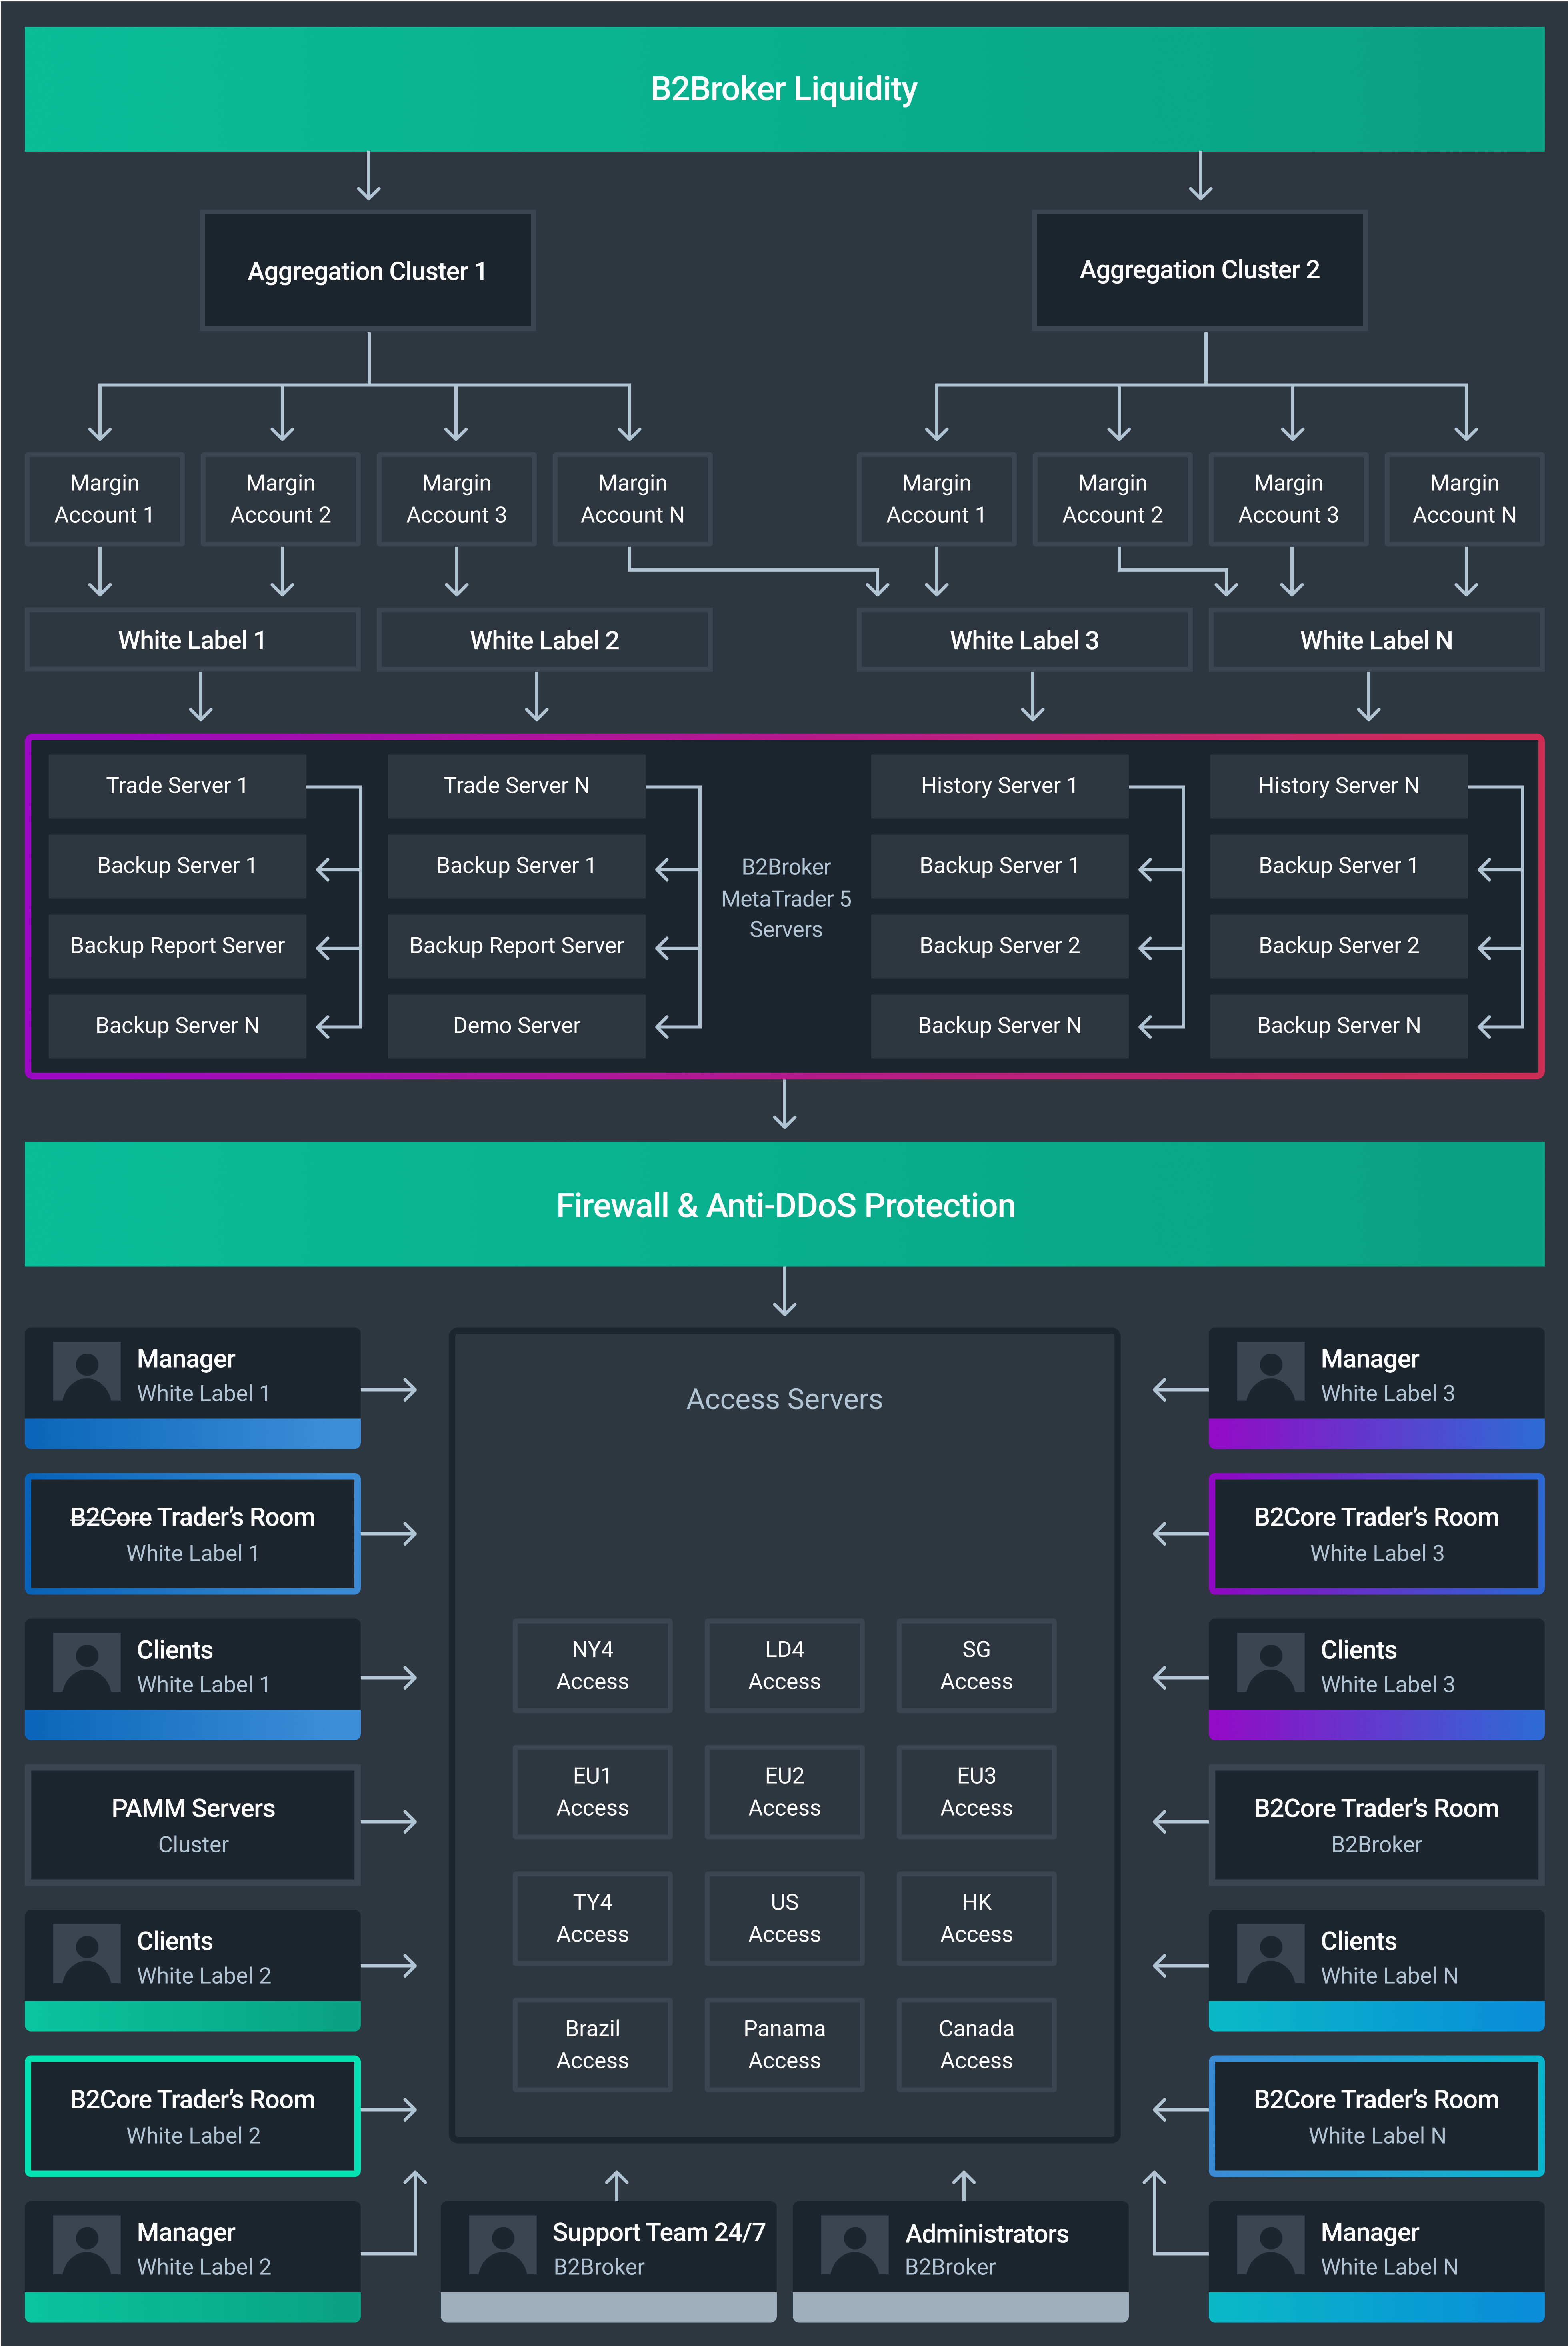 B2Broker Liquidity
Aggregation Cluster 1
Aggregation Cluster 2
Margin
Account 1
Margin
Account 2
Margin
Account 3
Margin
Account N
Margin
Account 1
Margin
Account 2
Margin
Account 3
Margin
Account N
White Label 1
White Label 2
White Label 3
White Label N
Trade Server 1
Backup Server 1
Backup Report Server
Backup Server N
Trade Server N
Backup Server 1
Backup Report Server
Demo Server
B2Broker
MetaTrader 5
Servers
History Server 1
Backup Server 1
Backup Server 2
Backup Server N
History Server N
Backup Server 1
Backup Server 2
Backup Server N
Firewall & Anti-DDoS Protection
Manager
White Label 1
B2Core Trader’s Room
White Label 1
Clients
White Label 1
PAMM Servers
Cluster
Clients
White Label 2
B2Core Trader’s Room
White Label 2
Manager
White Label 2
Access Servers
NY4
Access
LD4
Access
SG
Access
EU1
Access
EU2
Access
EU3
Access
TY4
Access
US
Access
HK
Access
Brazil
Access
Panama
Access
Canada
Access
Support Team 24/7
B2Broker
Administrators
B2Broker
Manager
White Label 3
B2Core Trader’s Room
White Label 3
Clients
White Label 3
B2Core Trader’s Room
B2Broker
Clients
White Label N
B2Core Trader’s Room
White Label N
Manager
White Label N